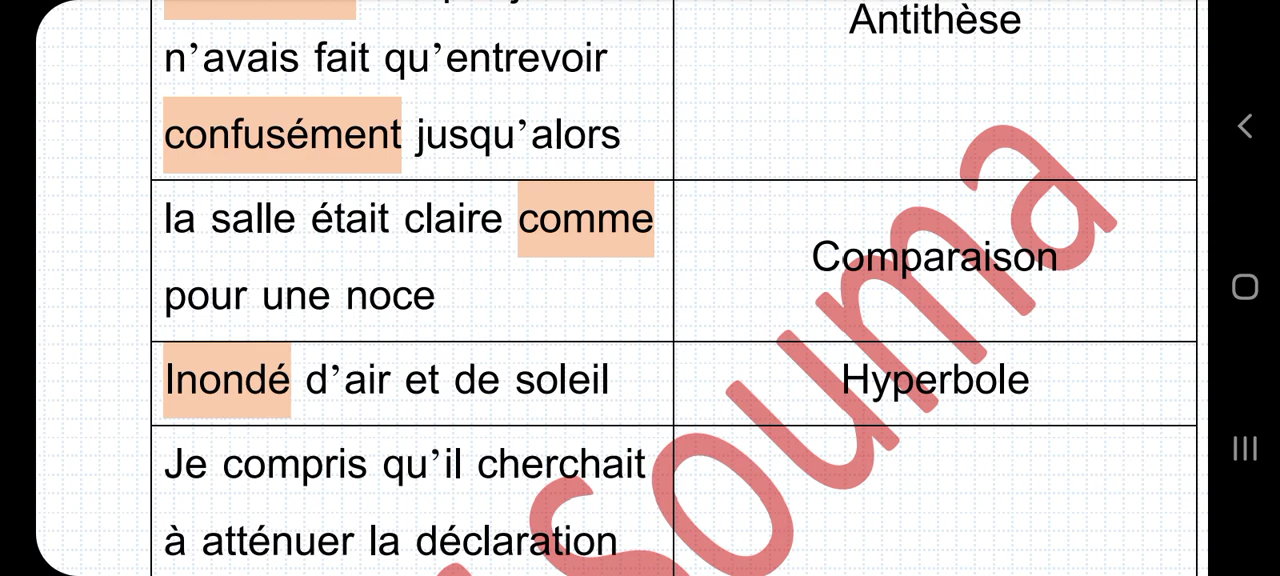 Antithèse
n’avais fait qu’entrevoir
confusément jusqu’alors
la salle était claire comme
pour une noce
Comparaison
Inondé d’air et de soleil
Hyperbole
Je compris qu’il cherchait
à atténuer la déclaration